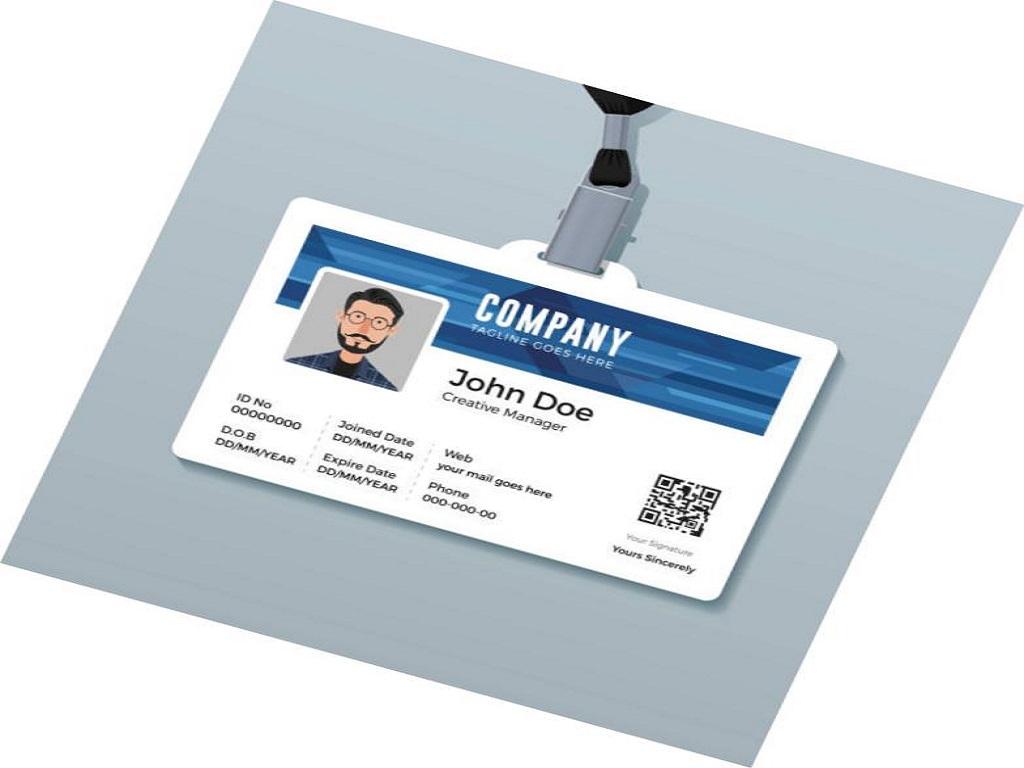 COMPANY
TAGLINE GOES HERE
John Doe
Creative Manager
ID No
00000000
D.O.B
DD/MM/YEAR
Joined Date
DD/MM/YEAR
Expire Date
DD/MM/YEAR
Web
your mail goes here
Phone
000-000-00
Your Signature
Yours Sincerely